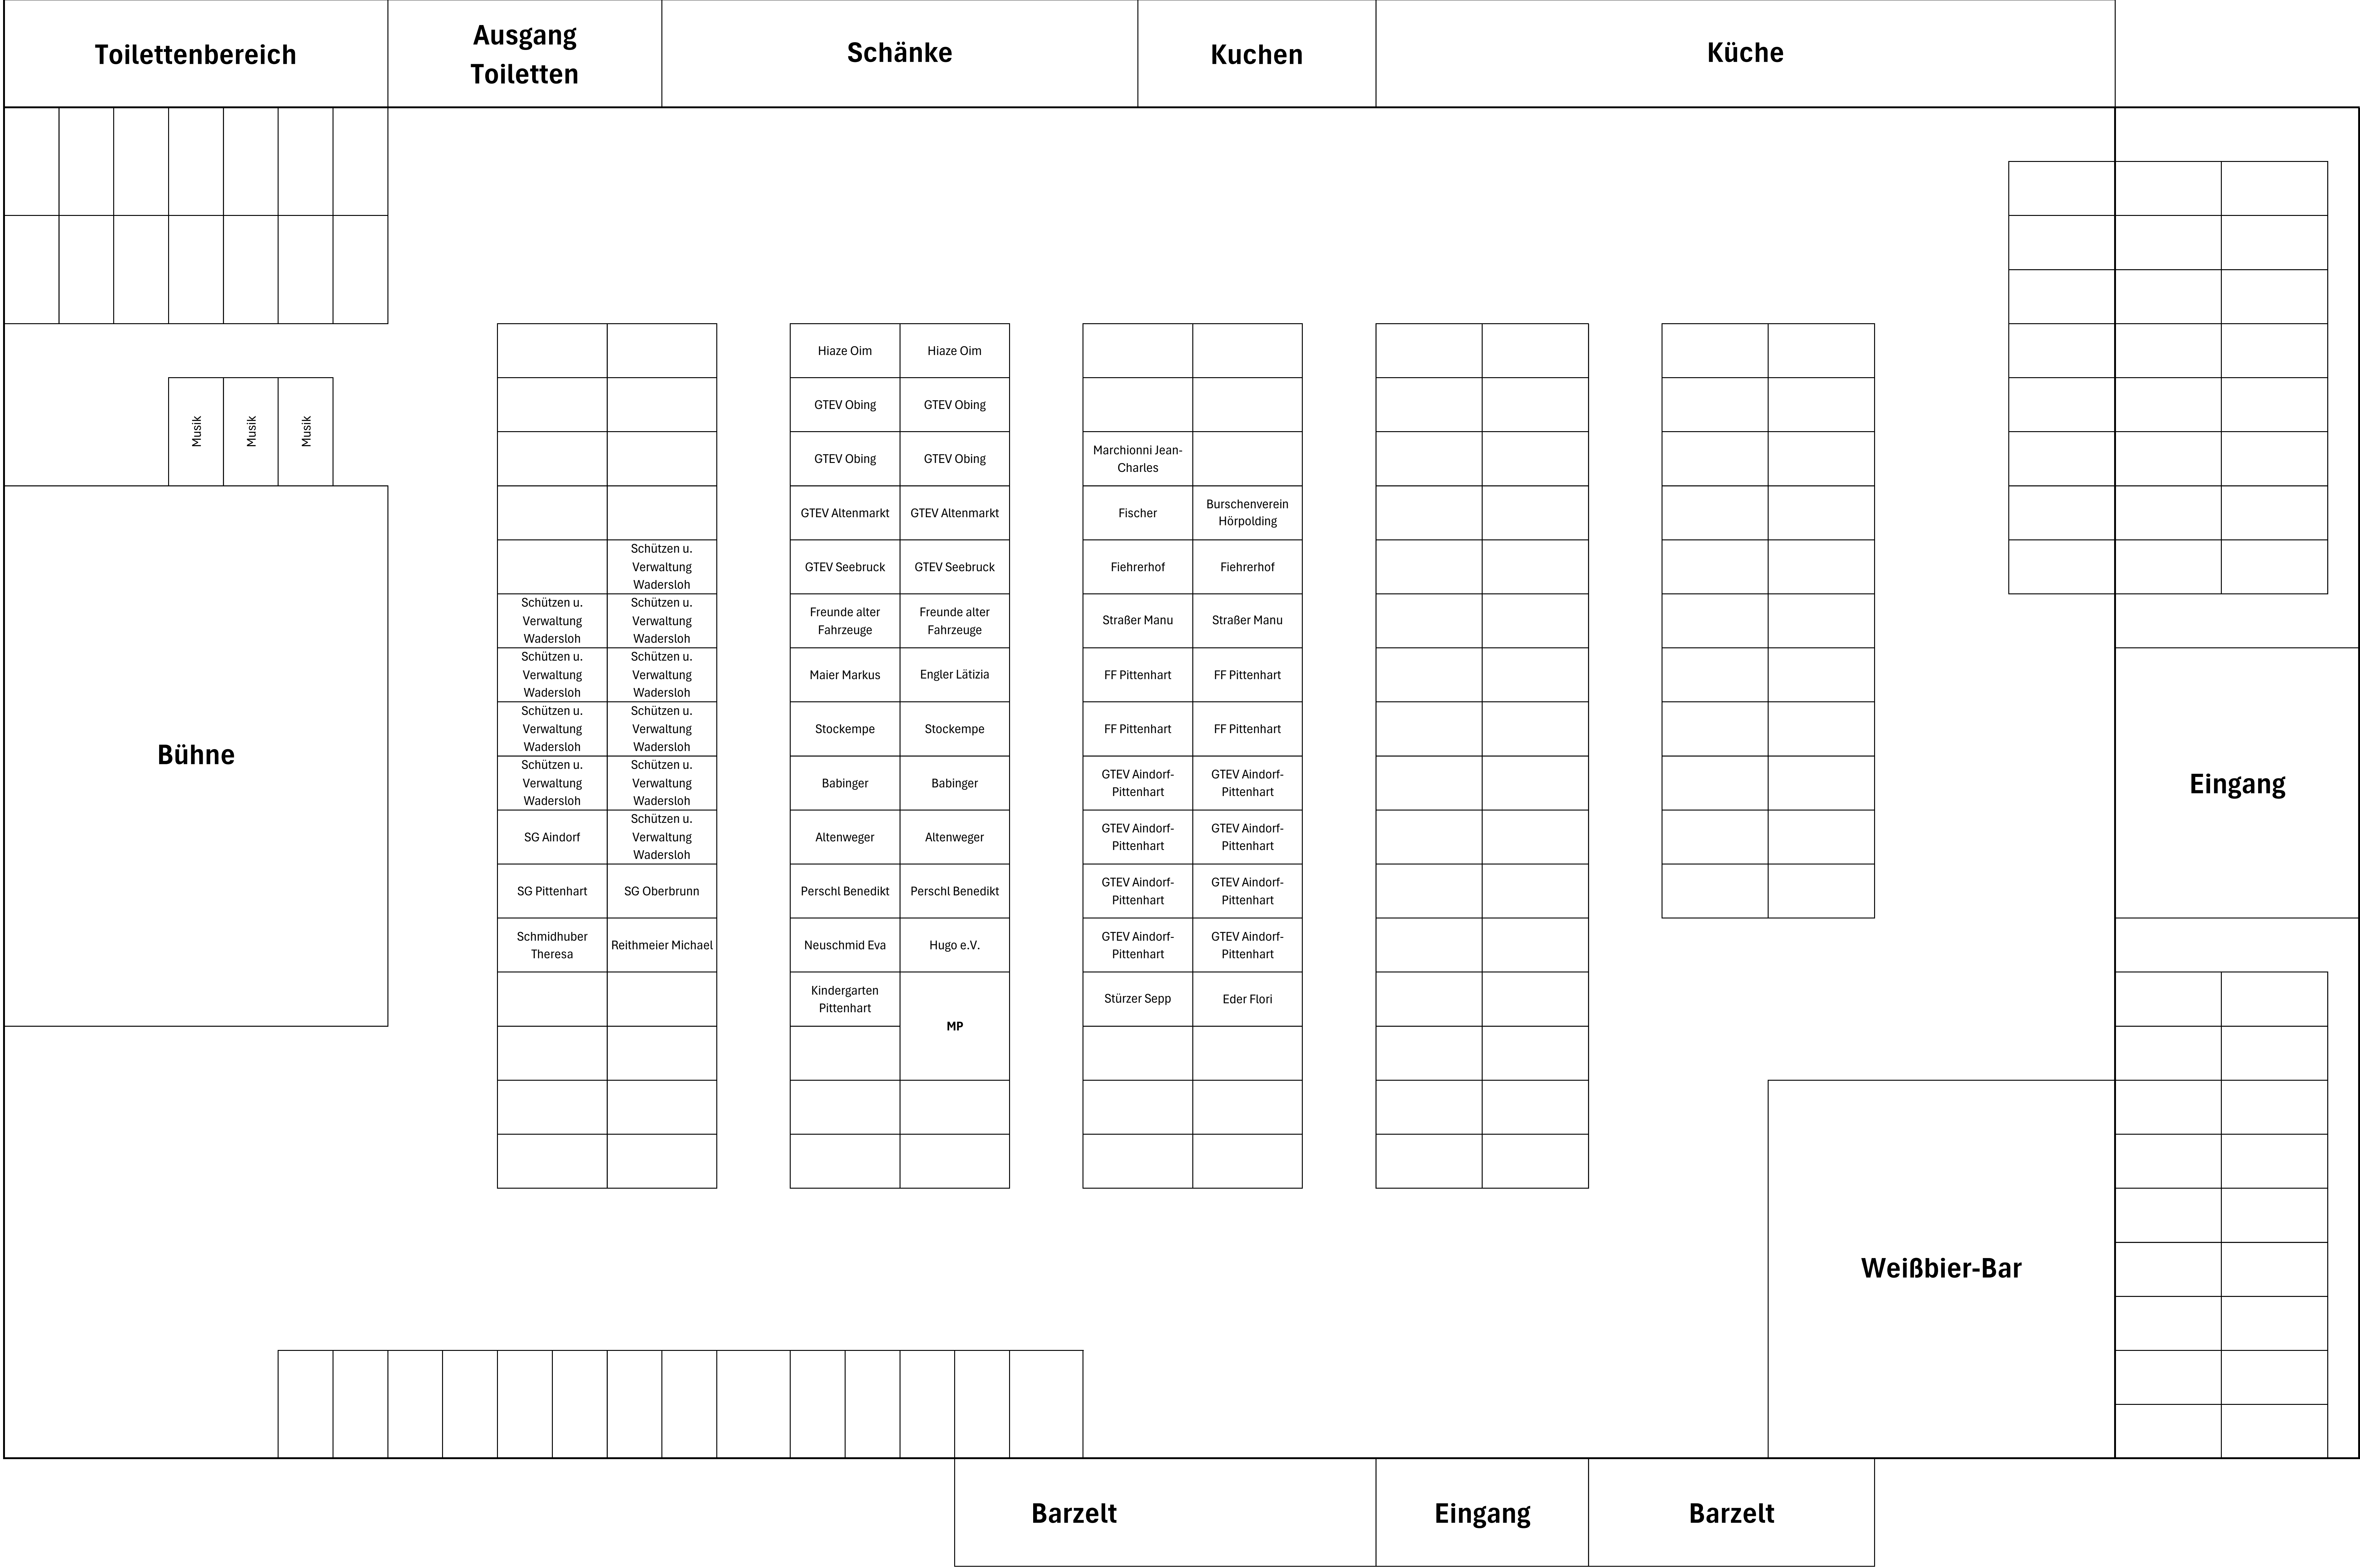 Toilettenbereich
Ausgang
Toiletten
Schänke
Kuchen
Küche
Musik
Musik
Musik
Bühne
Schützen u.
Verwaltung
Wadersloh
Schützen u.
Verwaltung
Wadersloh
Schützen u.
Verwaltung
Wadersloh
Schützen u.
Verwaltung
Wadersloh
Schützen u.
Verwaltung
Wadersloh
Schützen u.
Verwaltung
Wadersloh
Schützen u.
Verwaltung
Wadersloh
Schützen u.
Verwaltung
Wadersloh
Schützen u.
Verwaltung
Wadersloh
SG Aindorf
Schützen u.
Verwaltung
Wadersloh
SG Pittenhart
SG Oberbrunn
Schmidhuber
Theresa
Reithmeier Michael
Hiaze Oim
Hiaze Oim
GTEV Obing
GTEV Obing
GTEV Obing
GTEV Obing
GTEV Altenmarkt
GTEV Altenmarkt
GTEV Seebruck
GTEV Seebruck
Freunde alter
Fahrzeuge
Freunde alter
Fahrzeuge
Maier Markus
Engler Lätizia
Stockempe
Stockempe
Babinger
Babinger
Altenweger
Altenweger
Perschl Benedikt
Perschl Benedikt
Neuschmid Eva
Hugo e.V.
Kindergarten
Pittenhart
MP
Marchionni Jean-
Charles
Fischer
Burschenverein
Hörpolding
Fiehrerhof
Fiehrerhof
Straßer Manu
Straßer Manu
FF Pittenhart
FF Pittenhart
FF Pittenhart
FF Pittenhart
GTEV Aindorf-
Pittenhart
GTEV Aindorf-
Pittenhart
GTEV Aindorf-
Pittenhart
GTEV Aindorf-
Pittenhart
GTEV Aindorf-
Pittenhart
GTEV Aindorf-
Pittenhart
GTEV Aindorf-
Pittenhart
GTEV Aindorf-
Pittenhart
Stürzer Sepp
Eder Flori
Eingang
Weißbier-Bar
Barzelt
Eingang
Barzelt